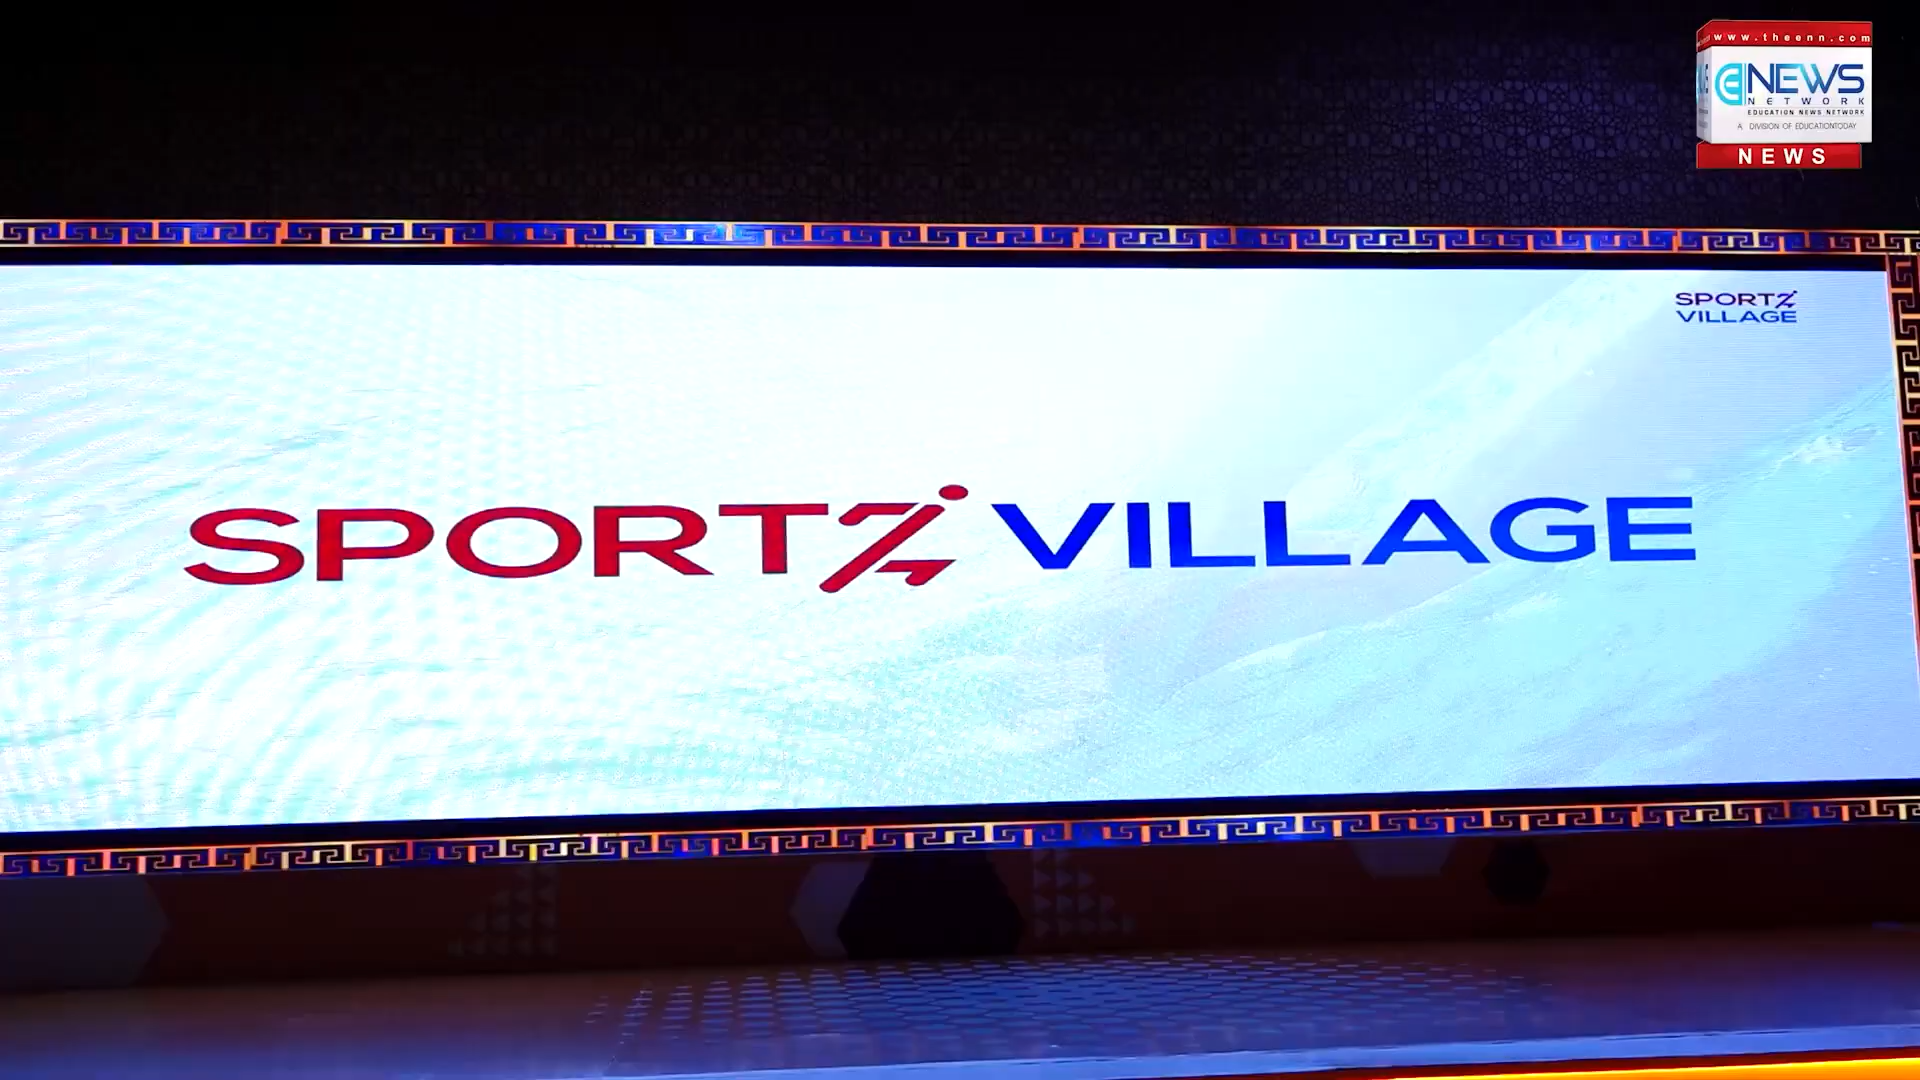 www.theenn.com
ENEWS
NETWORK
EDUCATION NEWS NETWORK
A DIVISION OF EDUCATIONTODAY
NEWS
SPORTZ
VILLAGE
SPORTZ VILLAGE